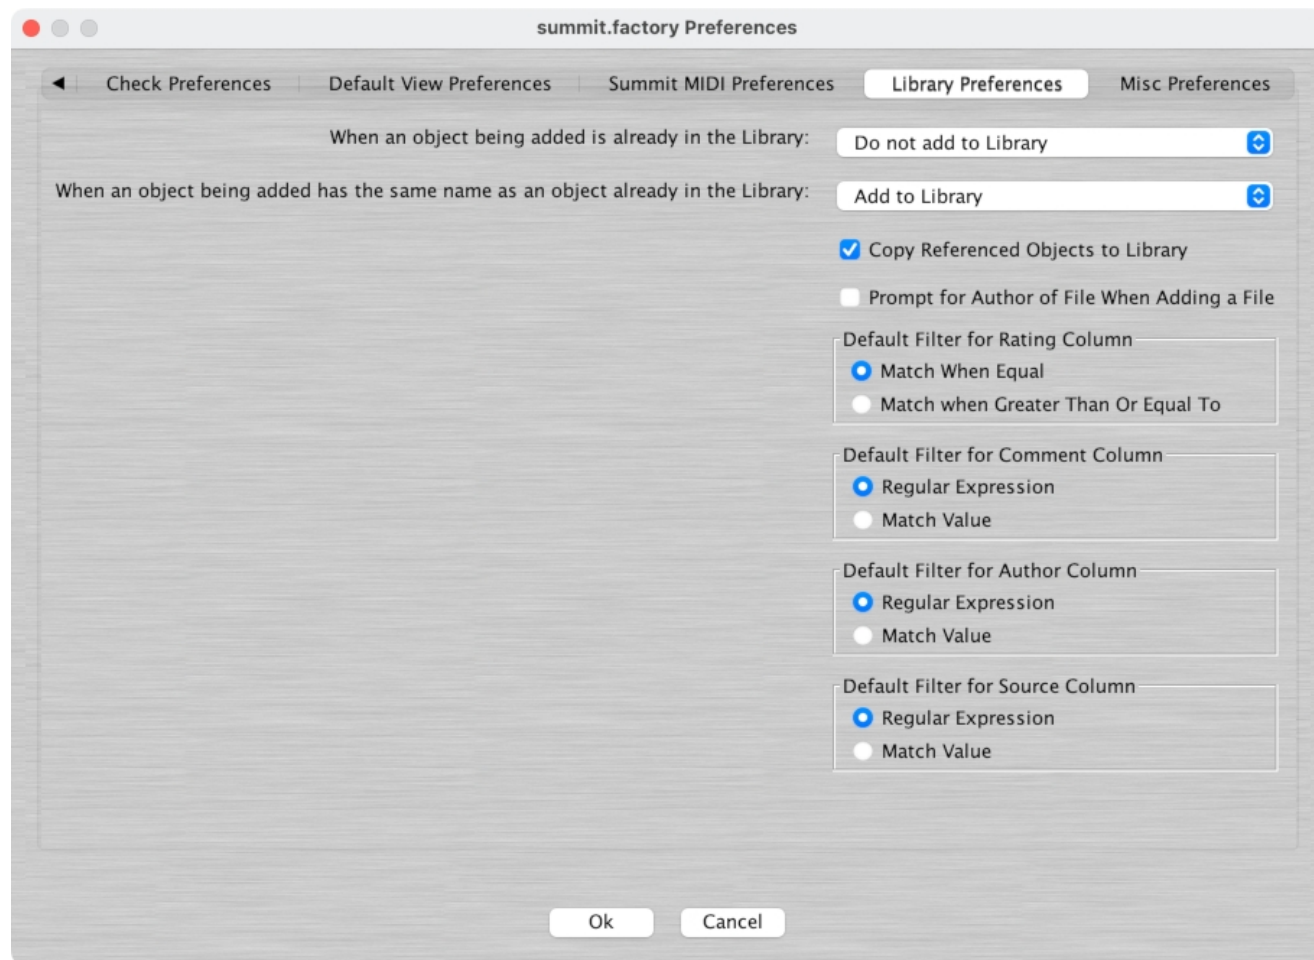 summit.factory Preferences
Check Preferences Default View Preferences Summit MIDI Preferences Library Preferences Misc Preferences
When an object being added is already in the Library: Do not add to Library
When an object being added has the same name as an object already in the Library: Add to Library
Copy Referenced Objects to Library
Prompt for Author of File When Adding a File
Default Filter for Rating Column
Match When Equal
Match when Greater Than Or Equal To
Default Filter for Comment Column
Regular Expression
Match Value
Default Filter for Author Column
Regular Expression
Match Value
Default Filter for Source Column
Regular Expression
Match Value
Ok Cancel